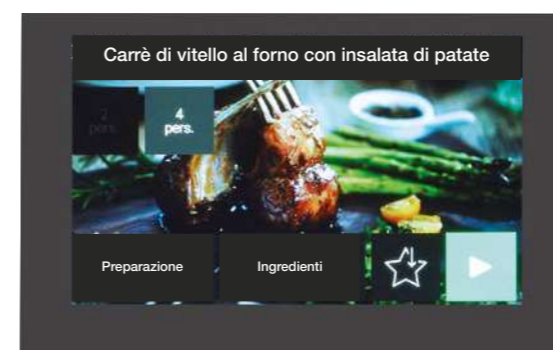 Carrè di vitello al forno con insalata di patate
2
pers.
4
pers.
Preparazione
Ingredienti